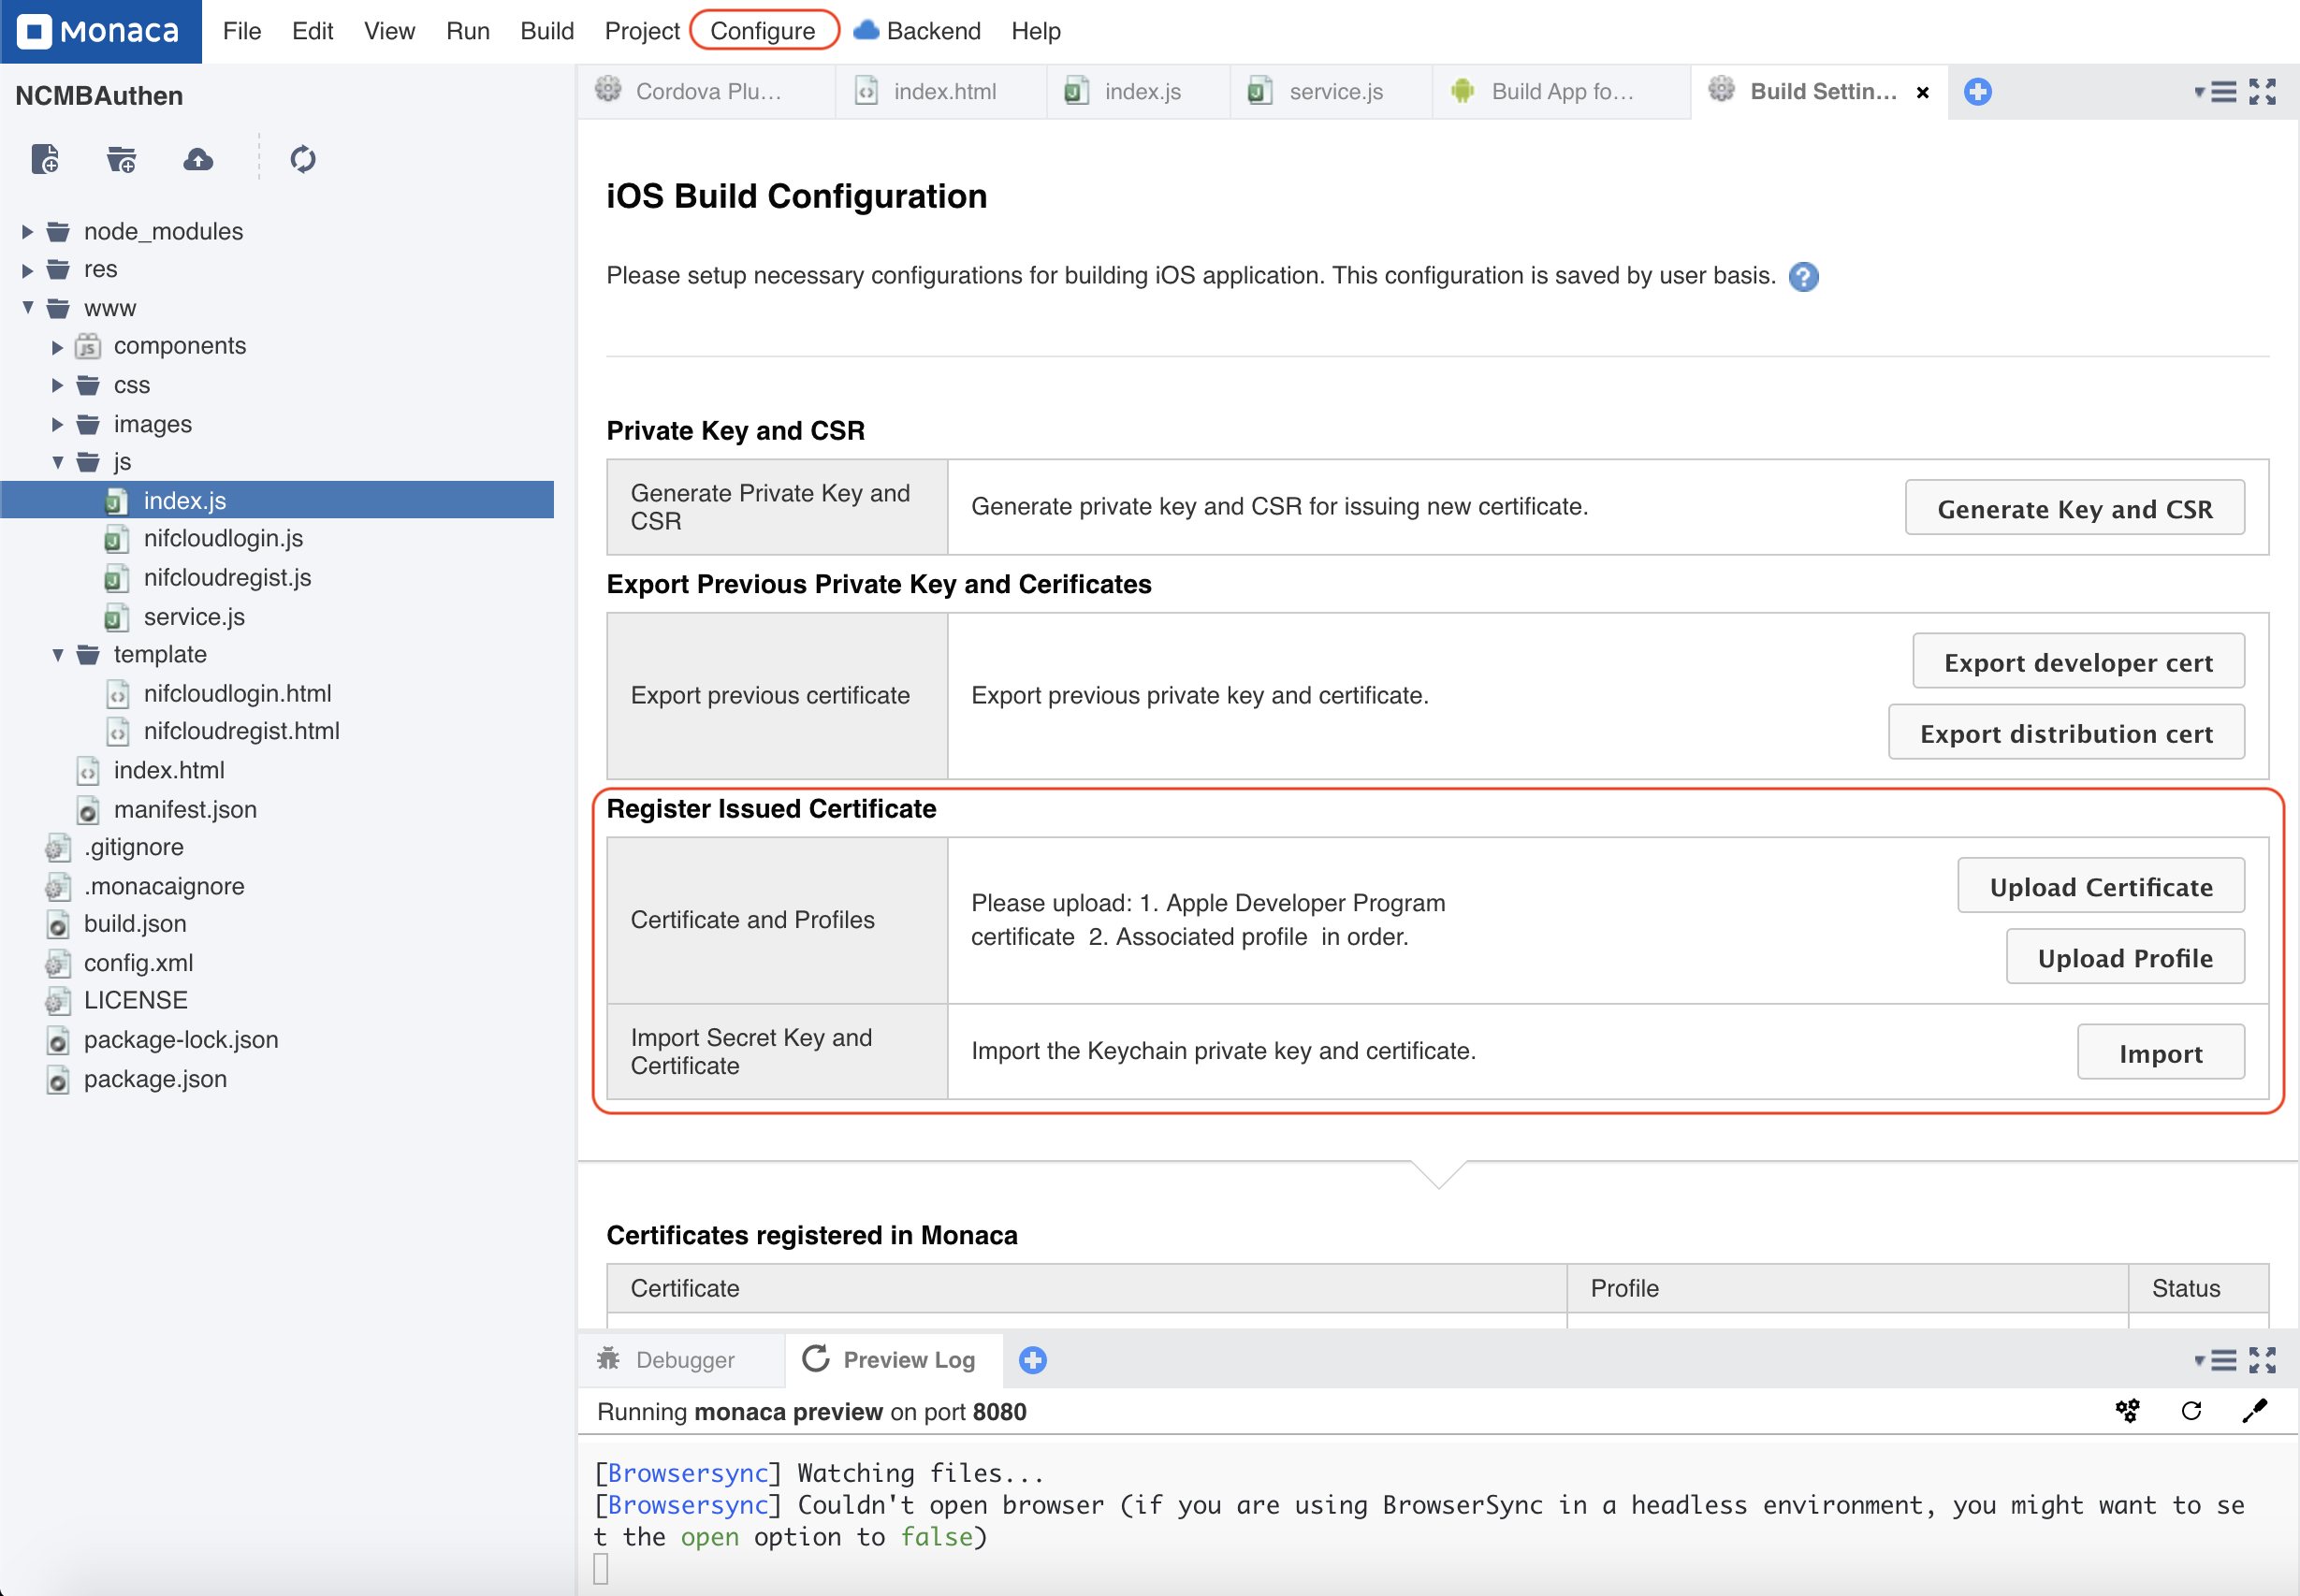 Monaca File Edit View Run Build Project Configure Backend Help
NCMBAuthen
node_modules
res
www
components
css
images
js
index.js
nifcloudlogin.js
nifcloudregist.js
service.js
template
nifcloudlogin.html
nifcloudregist.html
index.html
manifest.json
.gitignore
.monacaignore
build.json
config.xml
LICENSE
package-lock.json
package.json
Cordova Plu... index.html index.js service.js Build App fo... Build Settin...
iOS Build Configuration
Please setup necessary configurations for building iOS application. This configuration is saved by user basis. ?
Private Key and CSR
Generate Private Key and
CSR
Generate private key and CSR for issuing new certificate.
Generate Key and CSR
Export Previous Private Key and Cerificates
Export previous certificate
Export previous private key and certificate.
Export developer cert
Export distribution cert
Register Issued Certificate
Certificate and Profiles
Please upload: 1. Apple Developer Program
certificate 2. Associated profile in order.
Upload Certificate
Upload Profile
Import Secret Key and
Certificate
Import the Keychain private key and certificate.
Import
Certificates registered in Monaca
Certificate Profile Status
Debugger Preview Log
Running monaca preview on port 8080
[Browsersync] Watching files...
[Browsersync] Couldn't open browser (if you are using BrowserSync in a headless environment, you might want to se
t the open option to false)